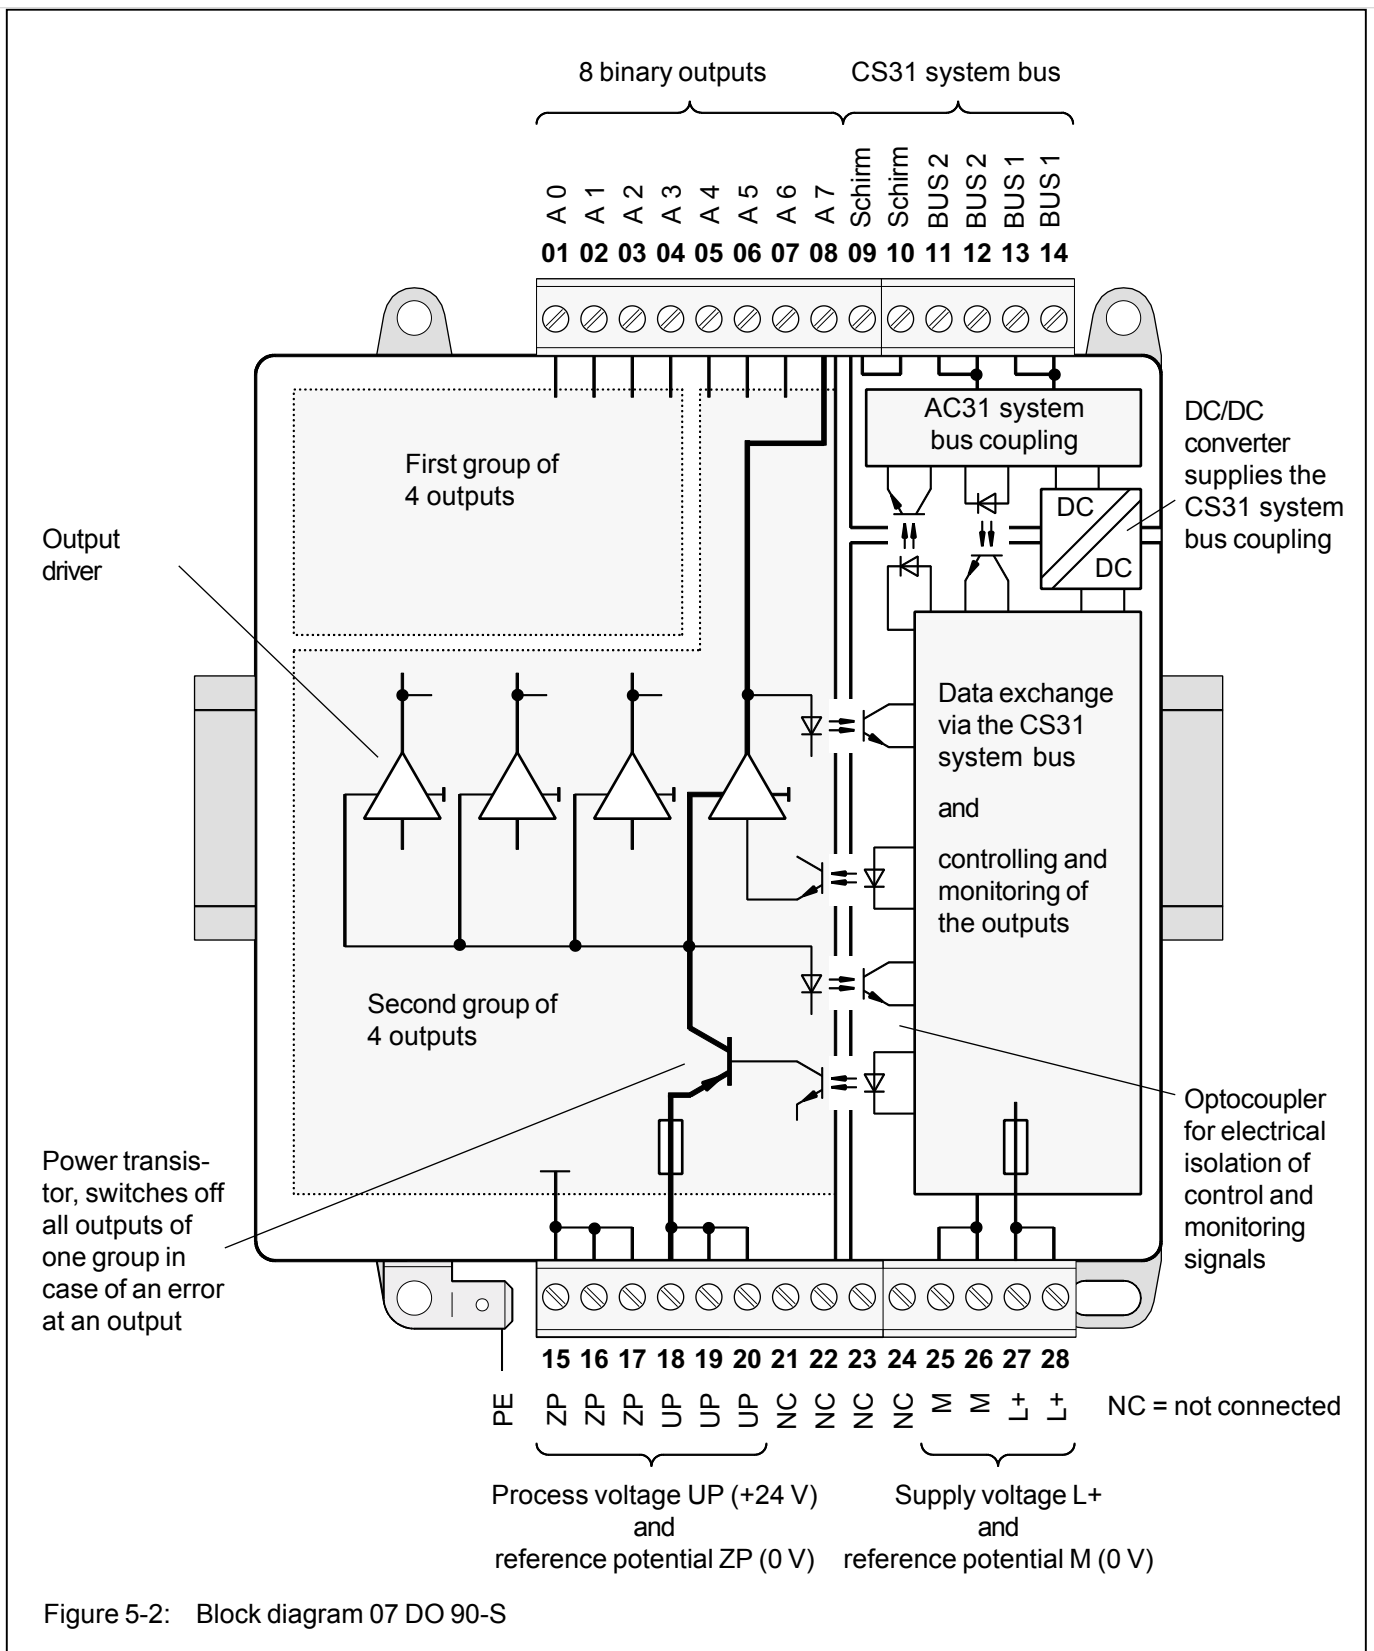 8 binary outputs
CS31 system bus
A 0
A 1
A 2
A 3
A 4
A 5
A 6
A 7
Schirm
Schirm
BUS 2
BUS 2
BUS 1
BUS 1
01 02 03 04 05 06 07 08 09 10 11 12 13 14
AC31 system
bus coupling
DC/DC
converter
supplies the
CS31 system
bus coupling
First group of
4 outputs
DC
DC
Output
driver
Data exchange
via the CS31
system bus
and
controlling and
monitoring of
the outputs
Second group of
4 outputs
Optocoupler
for electrical
isolation of
control and
monitoring
signals
Power transis-
tor, switches off
all outputs of
one group in
case of an error
at an output
15 16 17 18 19 20 21 22 23 24 25 26 27 28
PE
ZP
ZP
ZP
UP
UP
UP
NC
NC
NC
NC
M
M
L+
L+
NC = not connected
Process voltage UP (+24 V)
and
reference potential ZP (0 V)
Supply voltage L+
and
reference potential M (0 V)
Figure 5-2: Block diagram 07 DO 90-S